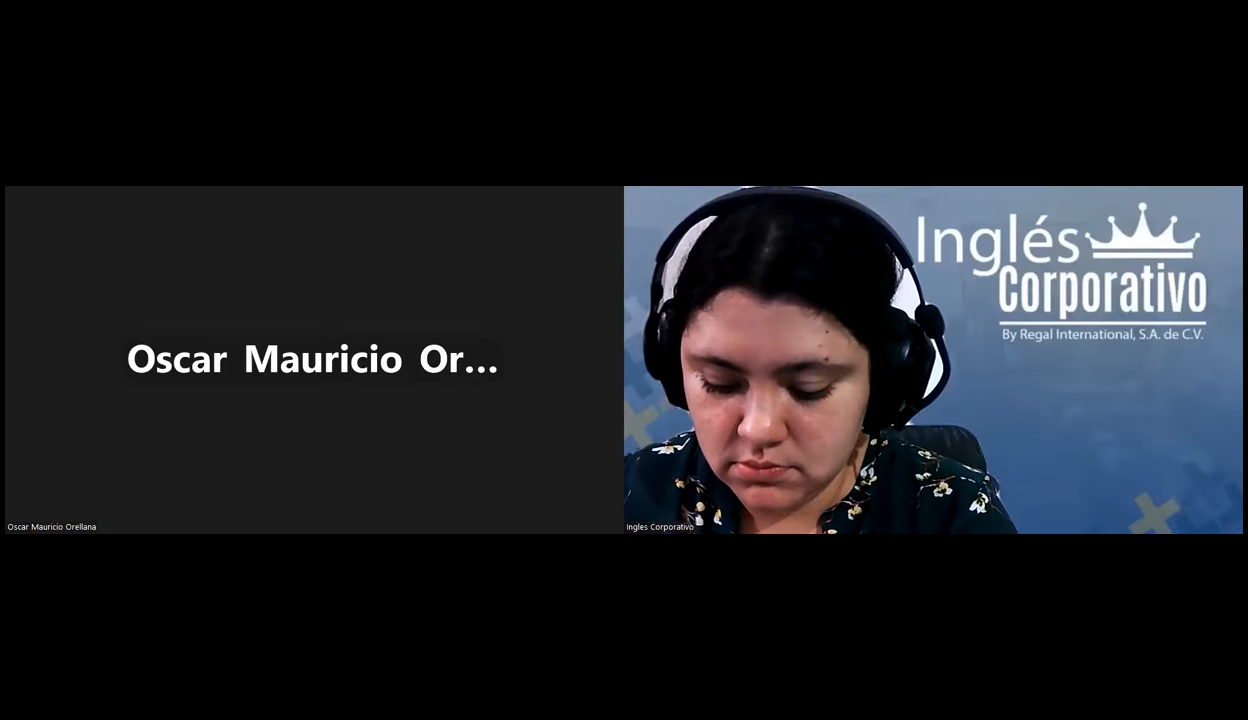 Oscar Mauricio Or...
Oscar Mauricio Orellana
Inglés
Corporativo
By Regal International, S.A. de C.V.
Ingles Corporativo